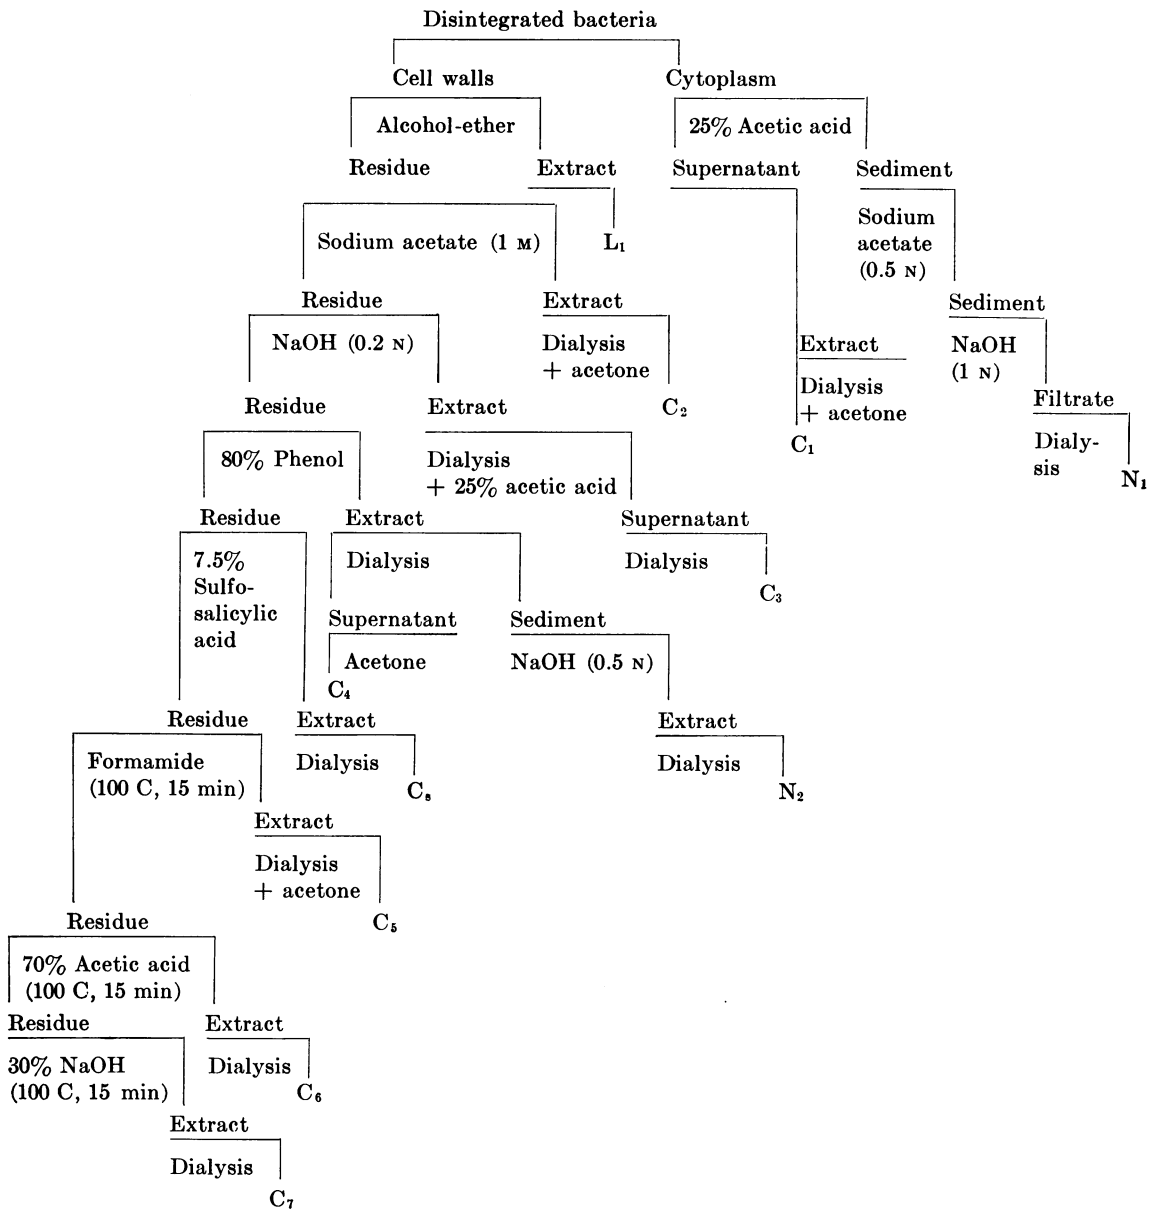 Disintegrated bacteria
Cell walls
Cytoplasm
Alcohol-ether
25% Acetic acid
Residue
Extract
Supernatant
Sediment
Sodium acetate (1 M)
L₁
Sodium
acetate
(0.5 N)
Residue
Extract
Sediment
NaOH (0.2 N)
Dialysis
+ acetone
Extract
NaOH
(1 N)
Dialysis
+ acetone
Residue
Extract
C₂
Filtrate
C₁
80% Phenol
Dialysis
+ 25% acetic acid
Dialy-
sis
N₁
Residue
Extract
Supernatant
7.5%
Sulfo-
salicylic
acid
Dialysis
Dialysis
C₃
Supernatant
Sediment
Acetone
NaOH (0.5 N)
C₄
Residue
Extract
Extract
Formamide
(100 C, 15 min)
Dialysis
Dialysis
C₈
N₂
Extract
Dialysis
+ acetone
C₅
Residue
70% Acetic acid
(100 C, 15 min)
Residue
Extract
30% NaOH
(100 C, 15 min)
Dialysis
C₆
Extract
Dialysis
C₇